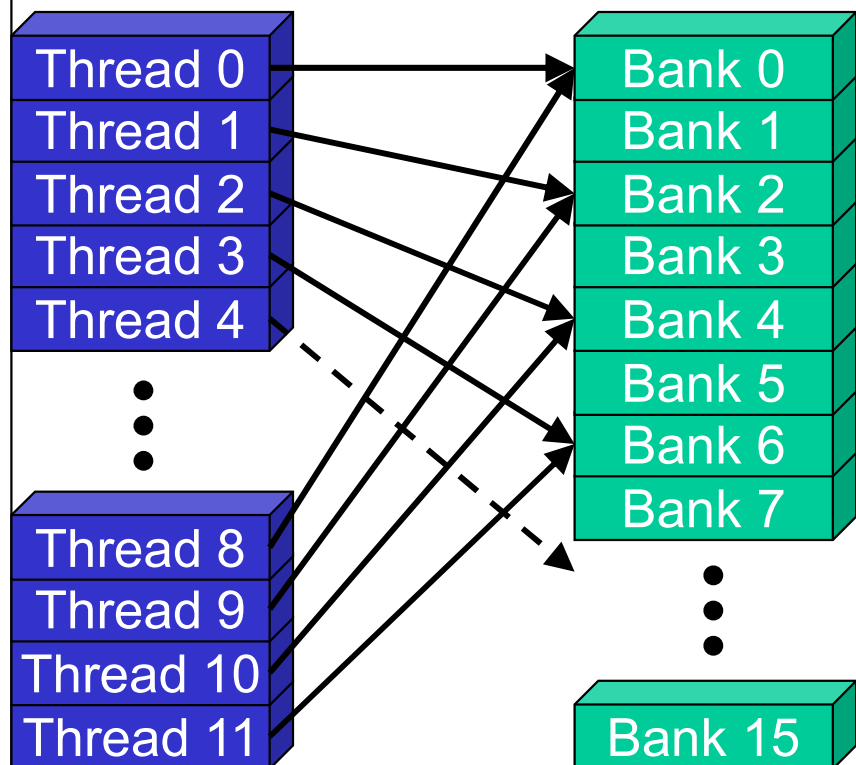 Thread 0
Thread 1
Thread 2
Thread 3
Thread 4
Thread 8
Thread 9
Thread 10
Thread 11
Bank 0
Bank 1
Bank 2
Bank 3
Bank 4
Bank 5
Bank 6
Bank 7
Bank 15